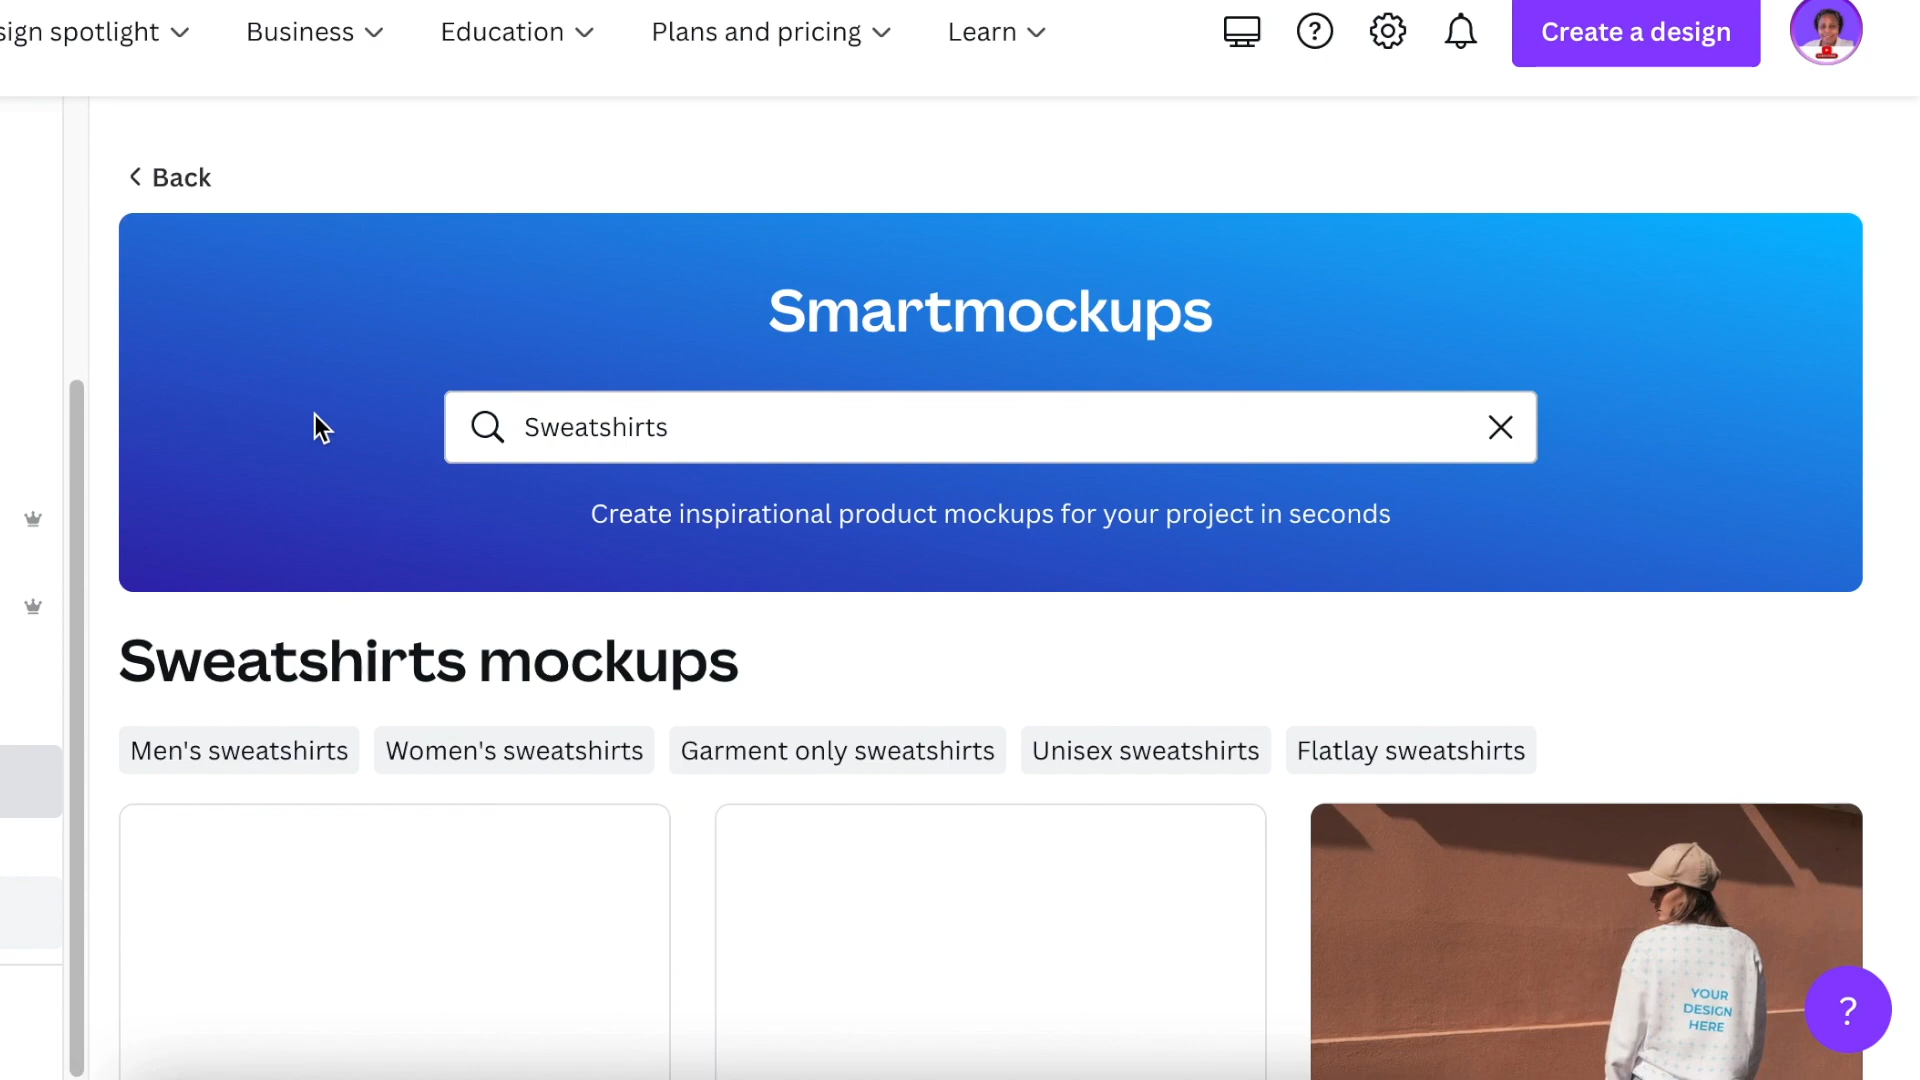 sign spotlight
Business
Education
Plans and pricing
Learn
Create a design
Back
Smartmockups
Sweatshirts
Create inspirational product mockups for your project in seconds
Sweatshirts mockups
Men's sweatshirts
Women's sweatshirts
Garment only sweatshirts
Unisex sweatshirts
Flatlay sweatshirts
YOUR
DESIGN
HERE
?